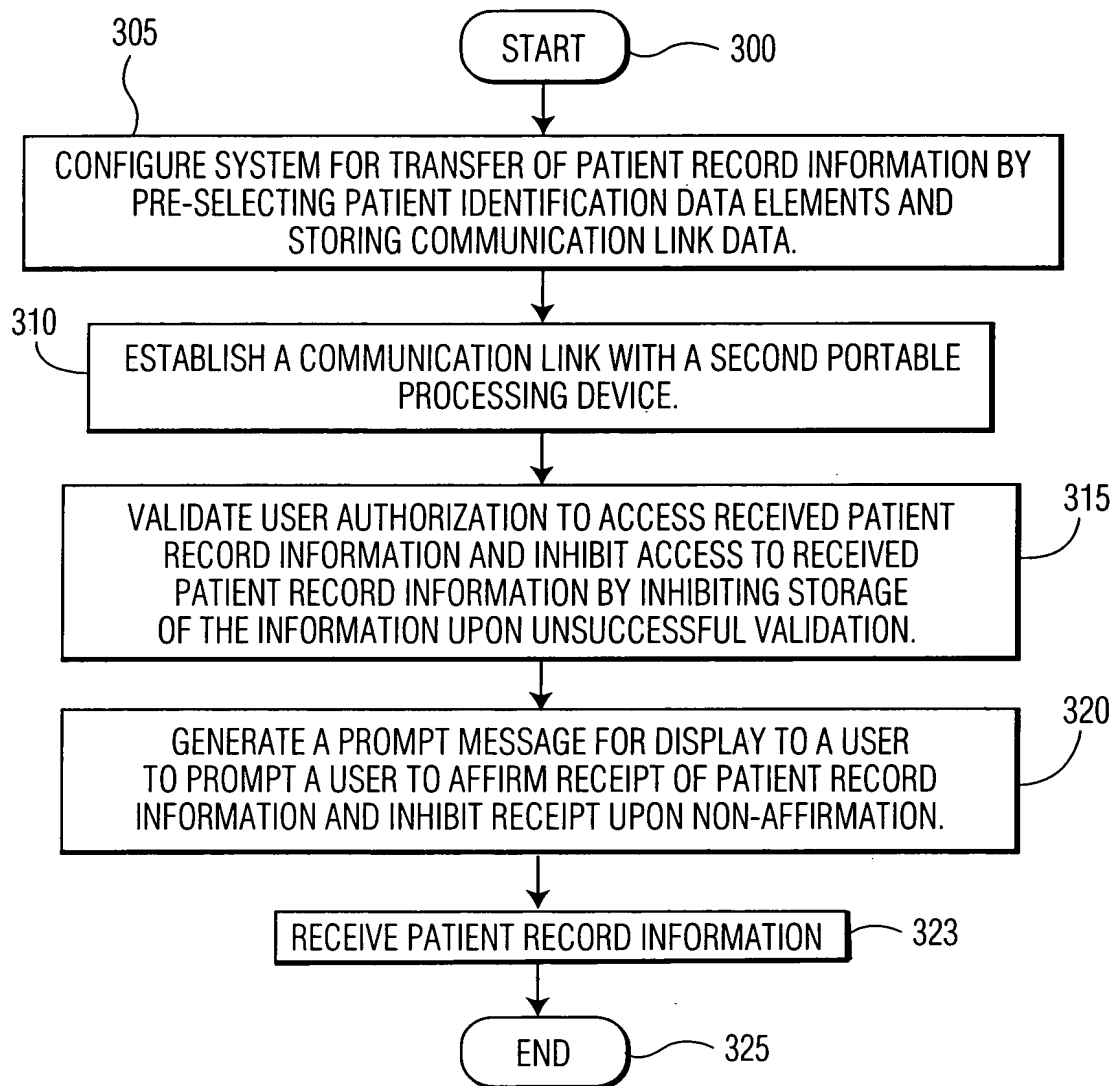 305
START
300
CONFIGURE SYSTEM FOR TRANSFER OF PATIENT RECORD INFORMATION BY
PRE-SELECTING PATIENT IDENTIFICATION DATA ELEMENTS AND
STORING COMMUNICATION LINK DATA.
310
ESTABLISH A COMMUNICATION LINK WITH A SECOND PORTABLE
PROCESSING DEVICE.
315
VALIDATE USER AUTHORIZATION TO ACCESS RECEIVED PATIENT
RECORD INFORMATION AND INHIBIT ACCESS TO RECEIVED
PATIENT RECORD INFORMATION BY INHIBITING STORAGE
OF THE INFORMATION UPON UNSUCCESSFUL VALIDATION.
320
GENERATE A PROMPT MESSAGE FOR DISPLAY TO A USER
TO PROMPT A USER TO AFFIRM RECEIPT OF PATIENT RECORD
INFORMATION AND INHIBIT RECEIPT UPON NON-AFFIRMATION.
RECEIVE PATIENT RECORD INFORMATION
323
END
325